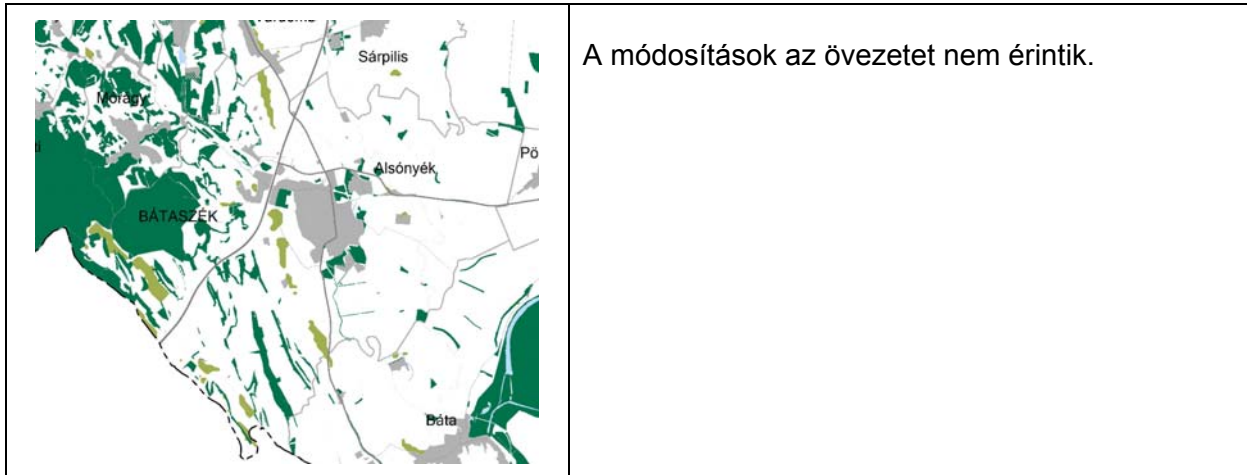 Sárpilis
Mórágy
Alsónyék
BÁTASZÉK
Báta
A módosítások az övezetet nem érintik.